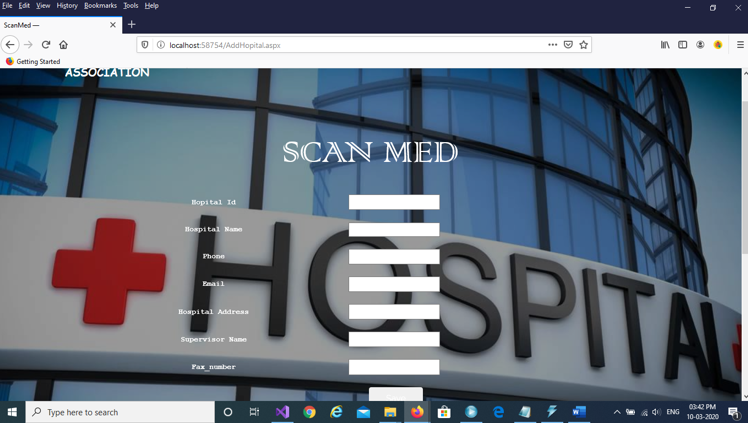 File Edit View History Bookmarks Tools Help
ScanMed —
localhost:58754/AddHopital.aspx
Getting Started
ASSOCIATION
SCAN MED
HOSPITAL
Hopital Id
Hospital Name
Phone
Email
Hospital Address
Supervisor Name
Fax_number
Type here to search
ENG
03:42 PM
10-03-2020